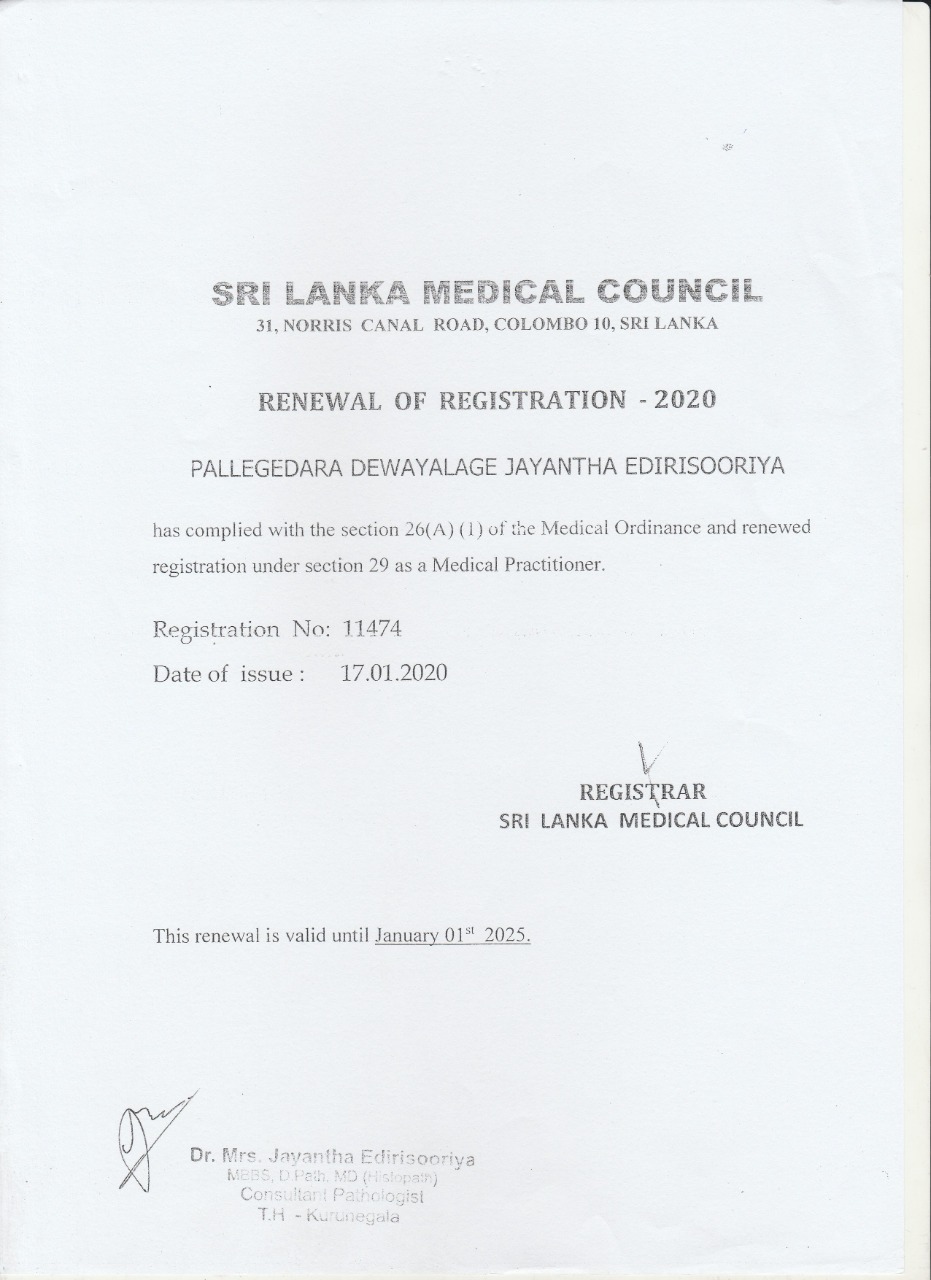 SRI LANKA MEDICAL COUNCIL
31, NORRIS CANAL ROAD, COLOMBO 10, SRI LANKA
RENEWAL OF REGISTRATION - 2020
PALLEGEDARA DEWAYALAGE JAYANTHA EDIRISOORIYA
has complied with the section 26(A) (1) of the Medical Ordinance and renewed
registration under section 29 as a Medical Practitioner.
Registration No: 11474
Date of issue : 17.01.2020
REGISTRAR
SRI LANKA MEDICAL COUNCIL
This renewal is valid until January 01st 2025.
Dr. Mrs. Jayantha Edirisooriya
MBBS, D.Path, MD (Histopath)
Consultant Pathologist
T.H - Kurunegala